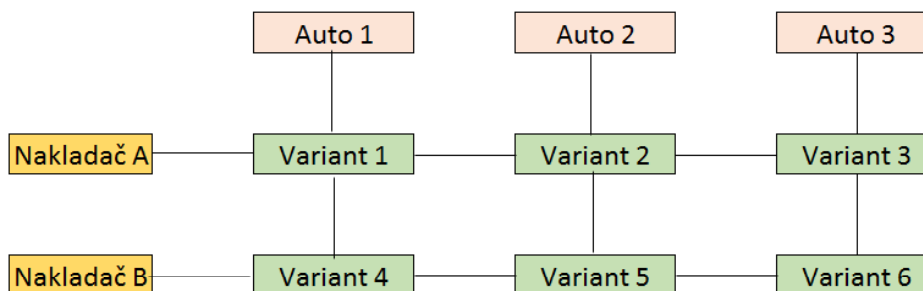 Auto 1 Auto 2 Auto 3
Nakladač A Variant 1 Variant 2 Variant 3
Nakladač B Variant 4 Variant 5 Variant 6